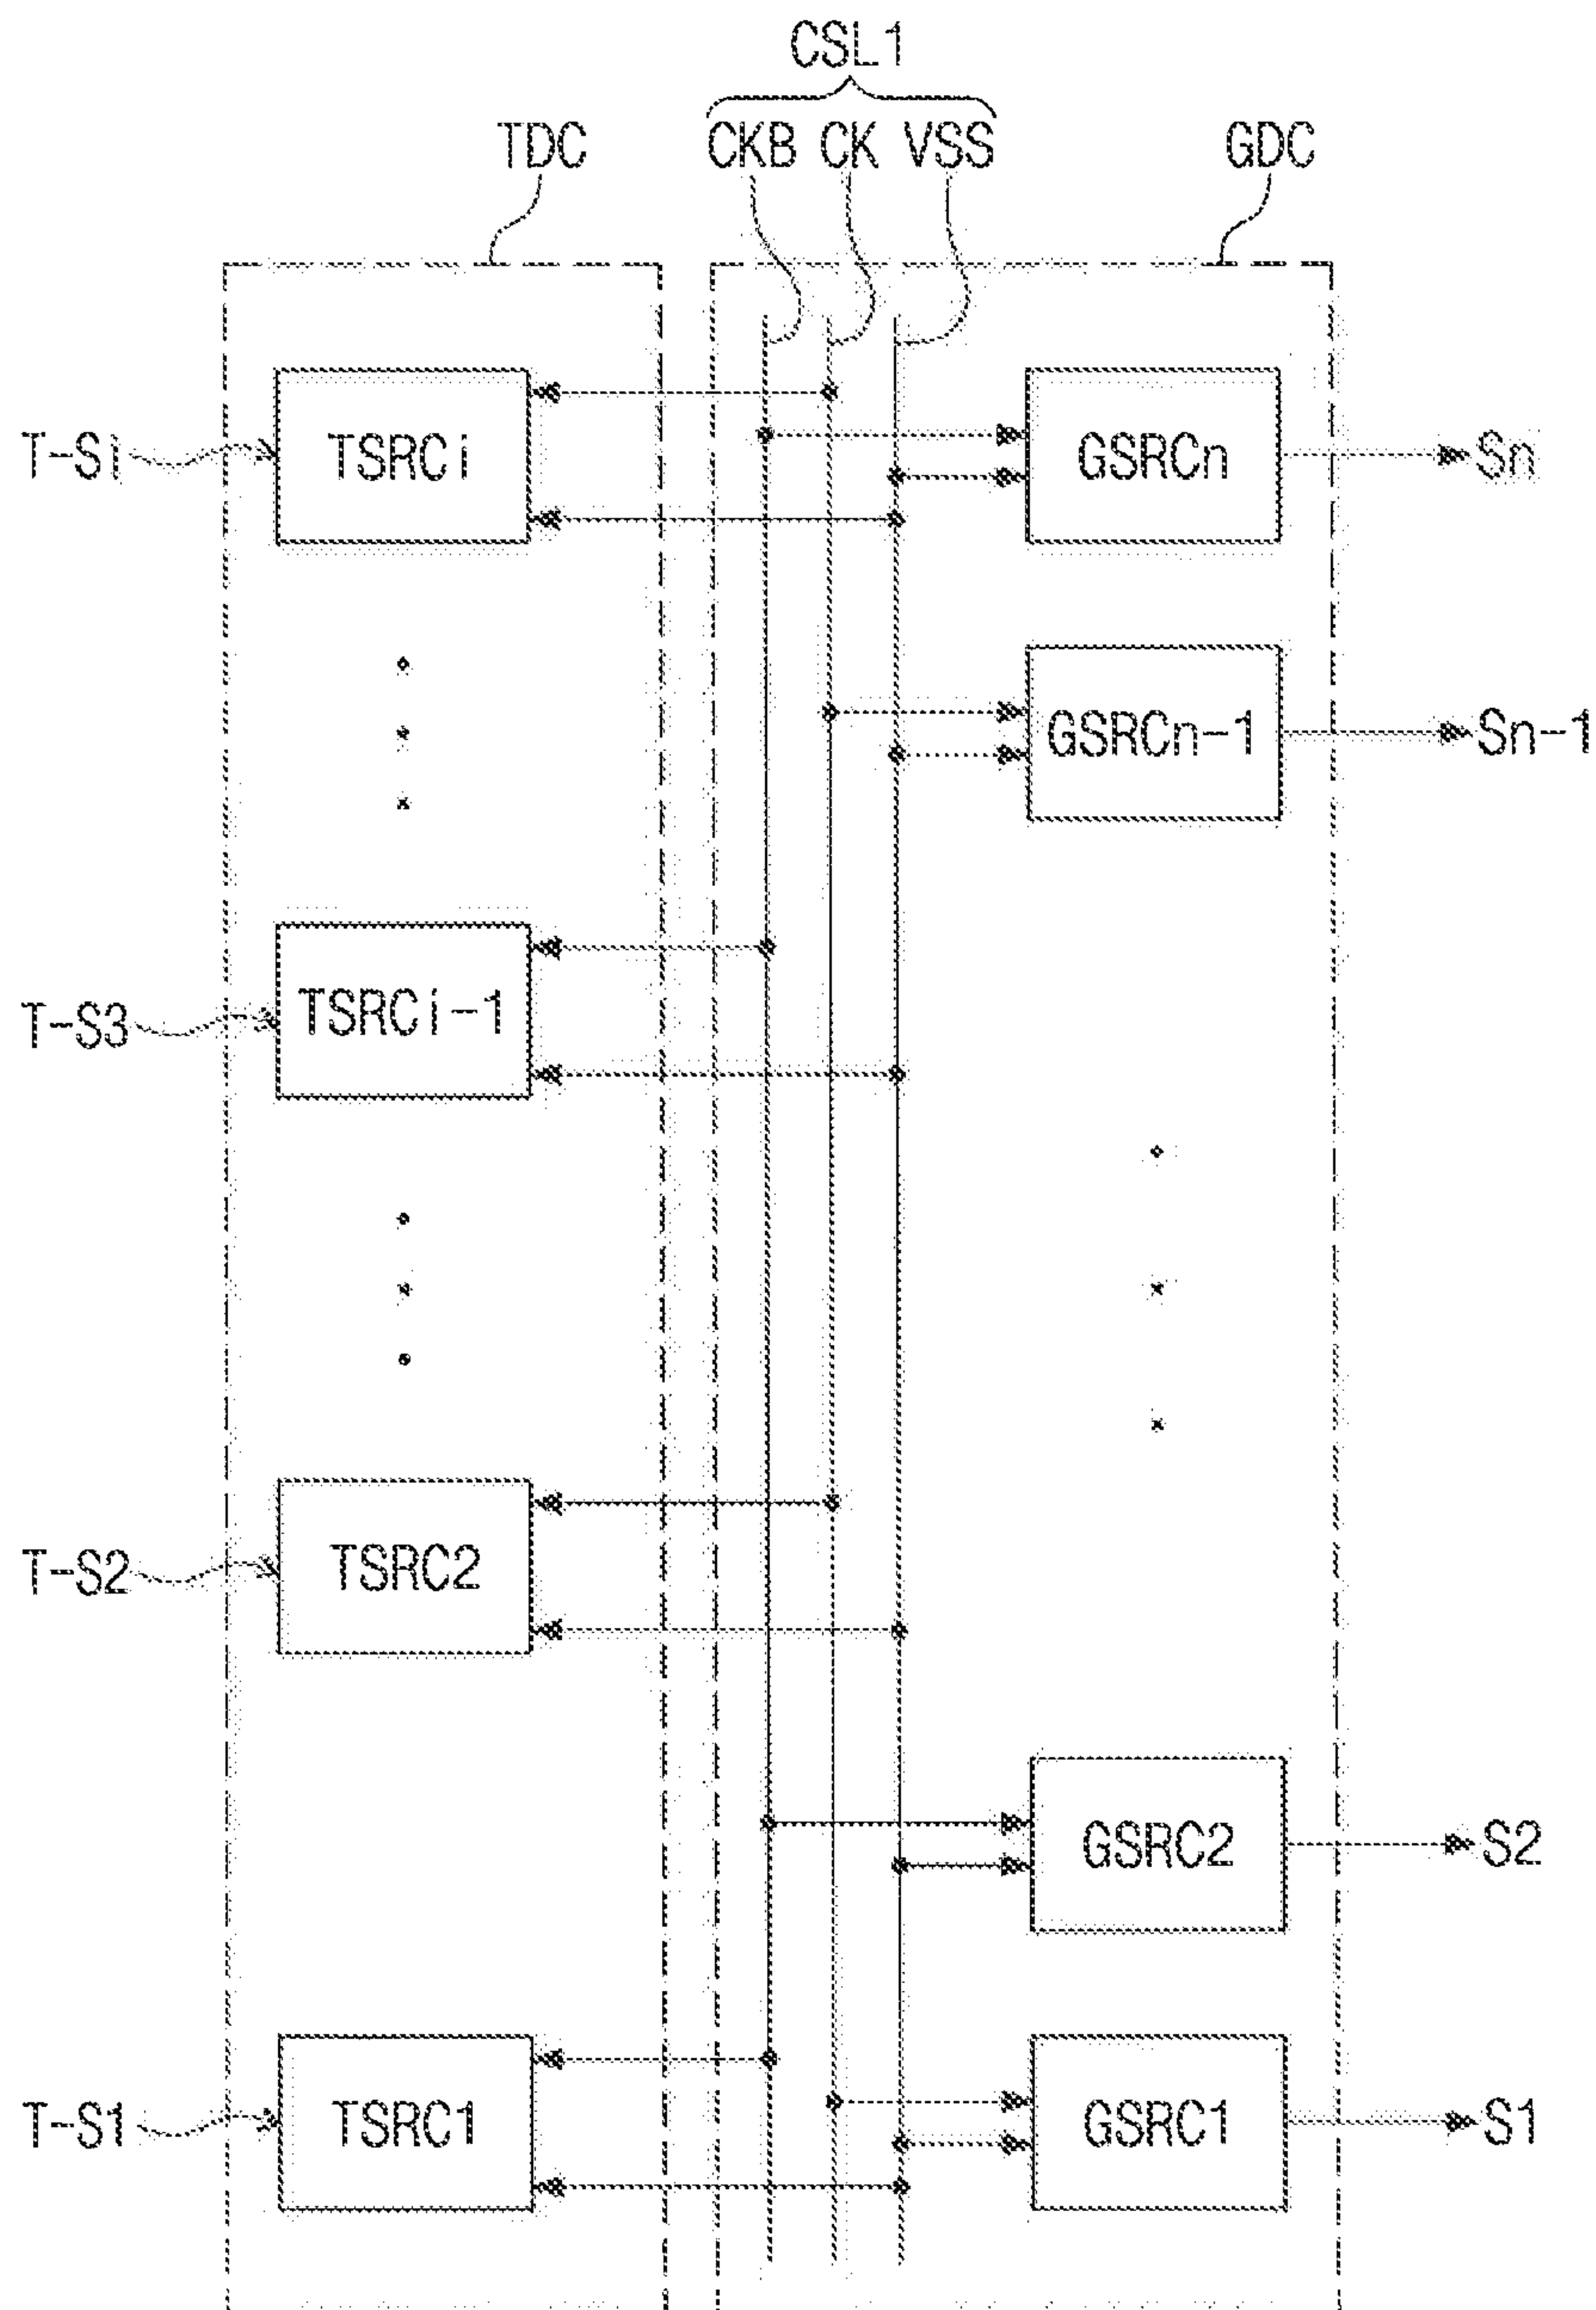 CSL1
TDC CKB CK VSS GDC
T-Si TSRCi GSRCn Sn
GSRCn-1 Sn-1
T-S3 TSRCi-1
T-S2 TSRC2
GSRC2 S2
T-S1 TSRC1 GSRC1 S1